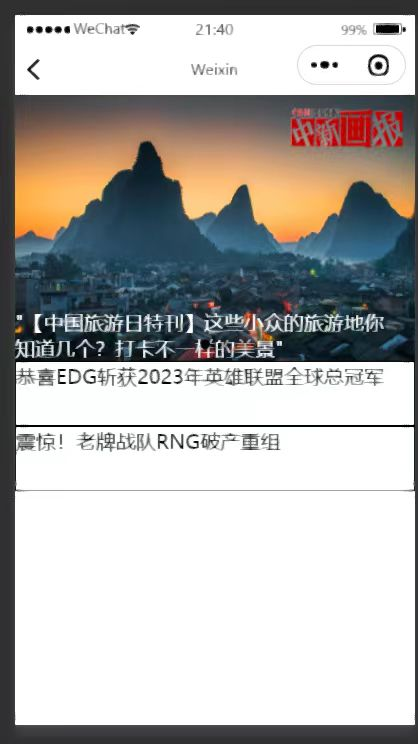 WeChat 21:40 99%
Weixin
中新画报
"【中国旅游日特刊】这些小众的旅游地你
知道几个？打卡不一样的美景"
恭喜EDG斩获2023年英雄联盟全球总冠军
震惊！老牌战队RNG破产重组